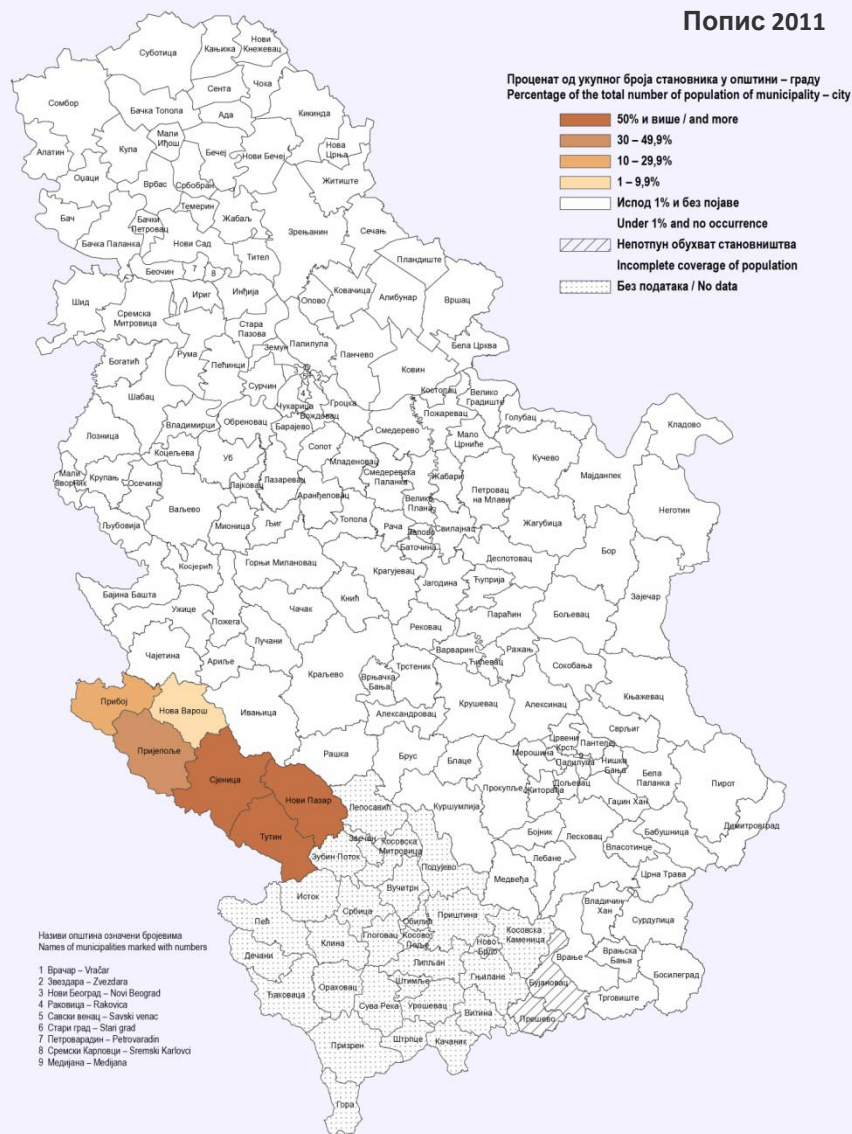 Попис 2011
Проценат од укупног броја становника у општини – граду
Percentage of the total number of population of municipality – city
50% и више / and more
30 – 49,9%
10 – 29,9%
1 – 9,9%
Испод 1% и без појаве
Under 1% and no occurrence
Непотпун обухват становништва
Incomplete coverage of population
Без података / No data
Суботица
Кањижа
Нови
Кнежевац
Сомбор
Бачка Топола
Сента
Чока
Ада
Кикинда
Апатин
Кула
Мали
Иђош
Бечеј
Нови Бечеј
Нова
Црња
Оџаци
Врбас
Србобран
Житиште
Бач
Бачки
Петровац
Темерин
Жабаљ
Бачка Паланка
Нови Сад
Зрењанин
Сечањ
Тител
Беочин
7
8
Пландиште
Шид
Сремска
Митровица
Ириг
Инђија
Опово
Ковачица
Алибунар
Вршац
Стара
Пазова
Рума
Пећинци
Земун
Палилула
Панчево
Бела Црква
Богатић
Сурчин
Ковин
Шабац
Чукарица
Гроцка
Костолац
Велико
Градиште
Вождовац
Пожаревац
Голубац
Кладово
Владимирци
Обреновац
Барајево
Смедерево
Мало
Црниће
Лозница
Коцељева
Уб
Сопот
Младеновац
Кучево
Мајданпек
Мали
Зворник
Крупањ
Осечина
Лајковац
Лазаревац
Смедеревска
Паланка
Жабари
Петровац
на Млави
Неготин
Ваљево
Аранђеловац
Велика
Плана
Љубовија
Мионица
Љиг
Топола
Рача
Лапово
Свилајнац
Жагубица
Баточина
Бор
Косјерић
Горњи Милановац
Деспотовац
Бајина Башта
Крагујевац
Јагодина
Ћуприја
Зајечар
Ужице
Пожега
Чачак
Кнић
Параћин
Бољевац
Лучани
Рековац
Чајетина
Ариље
Варварин
Ражањ
Краљево
Врњачка
Бања
Трстеник
Ћићевац
Сокобања
Прибој
Нова Варош
Ивањица
Књажевац
Александровац
Крушевац
Алексинац
Сврљиг
Пријепоље
Рашка
Брус
Блаце
Мерошина
Црвени
Крст
Пантелеј
Палилула
Нишка
Бања
Сјеница
Бела
Паланка
Пирот
Нови Пазар
Лепосавић
Куршумлија
Прокупље
Житорађа
Дољевац
Гаџин Хан
Димитровград
Тутин
Звечан
Косовска
Митровица
Бојник
Лесковац
Бабушница
Зубин Поток
Подујево
Лебане
Власотинце
Медвеђа
Црна Трава
Исток
Вучитрн
Србица
Приштина
Владичин
Хан
Пећ
Обилић
Сурдулица
Клина
Глоговац
Косово
Поље
Косовска
Каменица
Дечани
Ново
Брдо
Врање
Врањска
Бања
Липљан
Босилеград
Ораховац
Штимље
Гњилане
Бујановац
Ђаковица
Сува Река
Урошевац
Трговиште
Витина
Прешево
Призрен
Штрпце
Качаник
Гора
Називи општина означени бројевима
Names of municipalities marked with numbers
1 Врачар – Vračar
2 Звездара – Zvezdara
3 Нови Београд – Novi Beograd
4 Раковица – Rakovica
5 Савски венац – Savski venac
6 Стари град – Stari grad
7 Петроварадин – Petrovaradin
8 Сремски Карловци – Sremski Karlovci
9 Медијана – Medijana